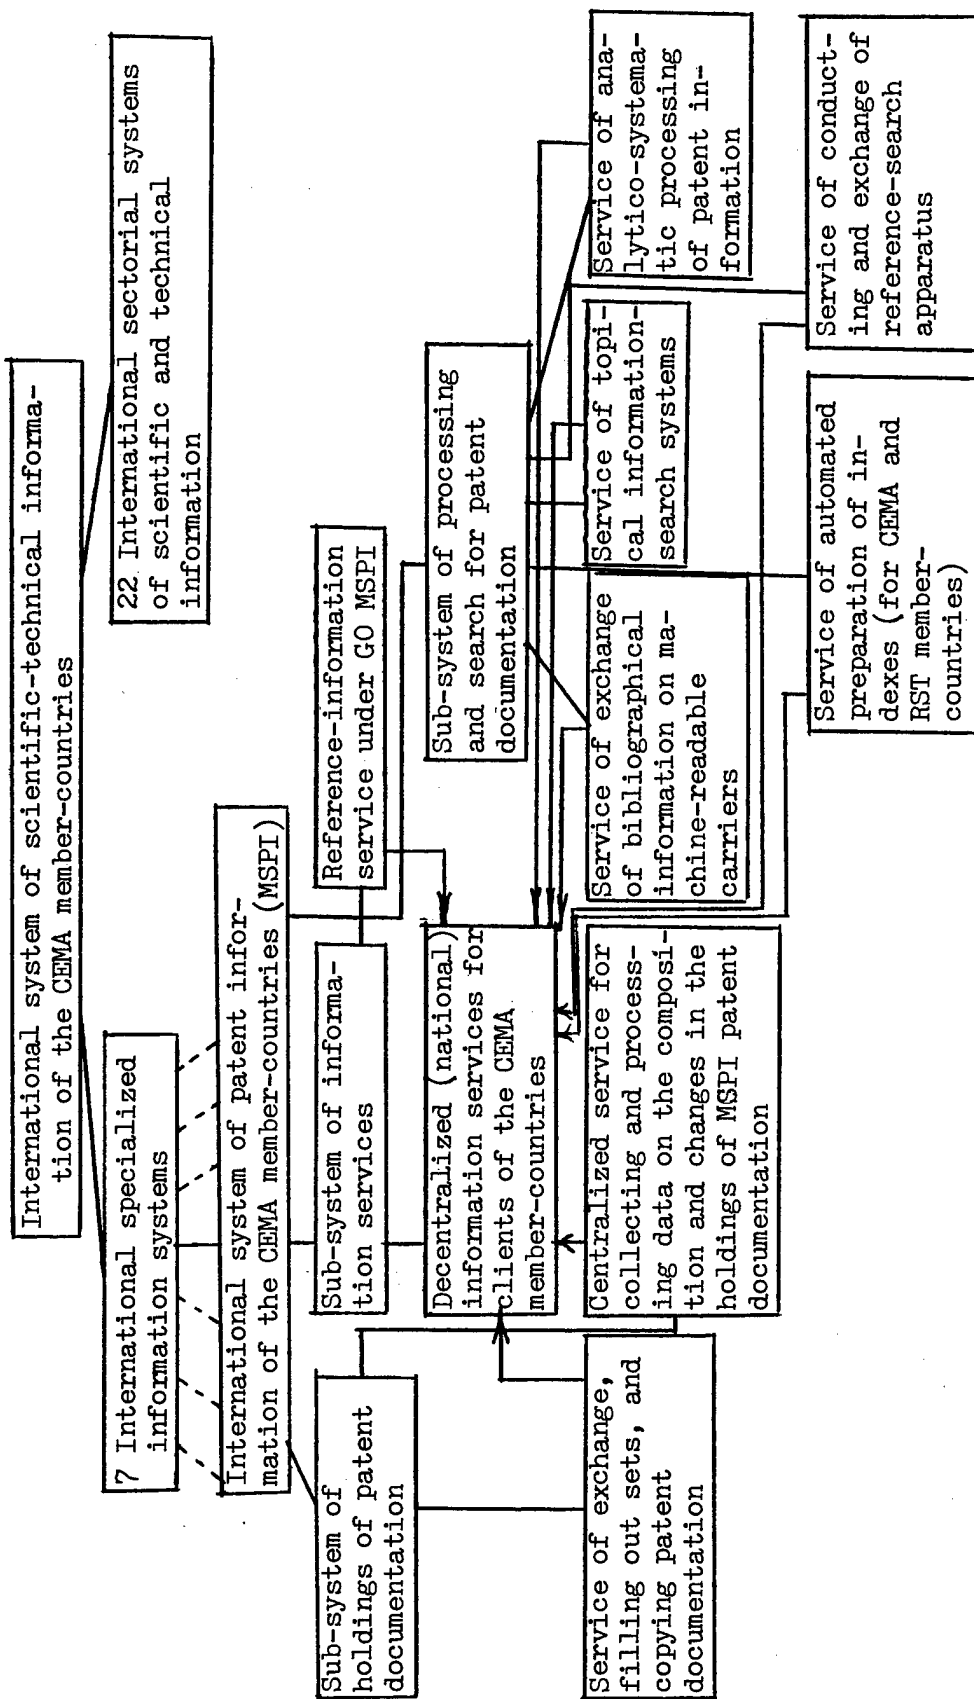 International system of scientific-technical informa-
tion of the CEMA member-countries
7 International specialized
information systems
22 International sectorial systems
of scientific and technical
information
International system of patent infor-
mation of the CEMA member-countries (MSPI)
Sub-system of
holdings of patent
documentation
Sub-system of informa-
tion services
Reference-information
service under GO MSPI
Decentralized (national)
information services for
clients of the CEMA
member-countries
Sub-system of processing
and search for patent
documentation
Service of exchange,
filling out sets, and
copying patent
documentation
Centralized service for
collecting and process-
ing data on the composi-
tion and changes in the
holdings of MSPI patent
documentation
Service of exchange
of bibliographical
information on ma-
chine-readable
carriers
Service of topi-
cal information-
search systems
Service of ana-
lytico-systema-
tic processing
of patent in-
formation
Service of automated
preparation of in-
dexes (for CEMA and
RST member-
countries)
Service of conduct-
ing and exchange of
reference-search
apparatus